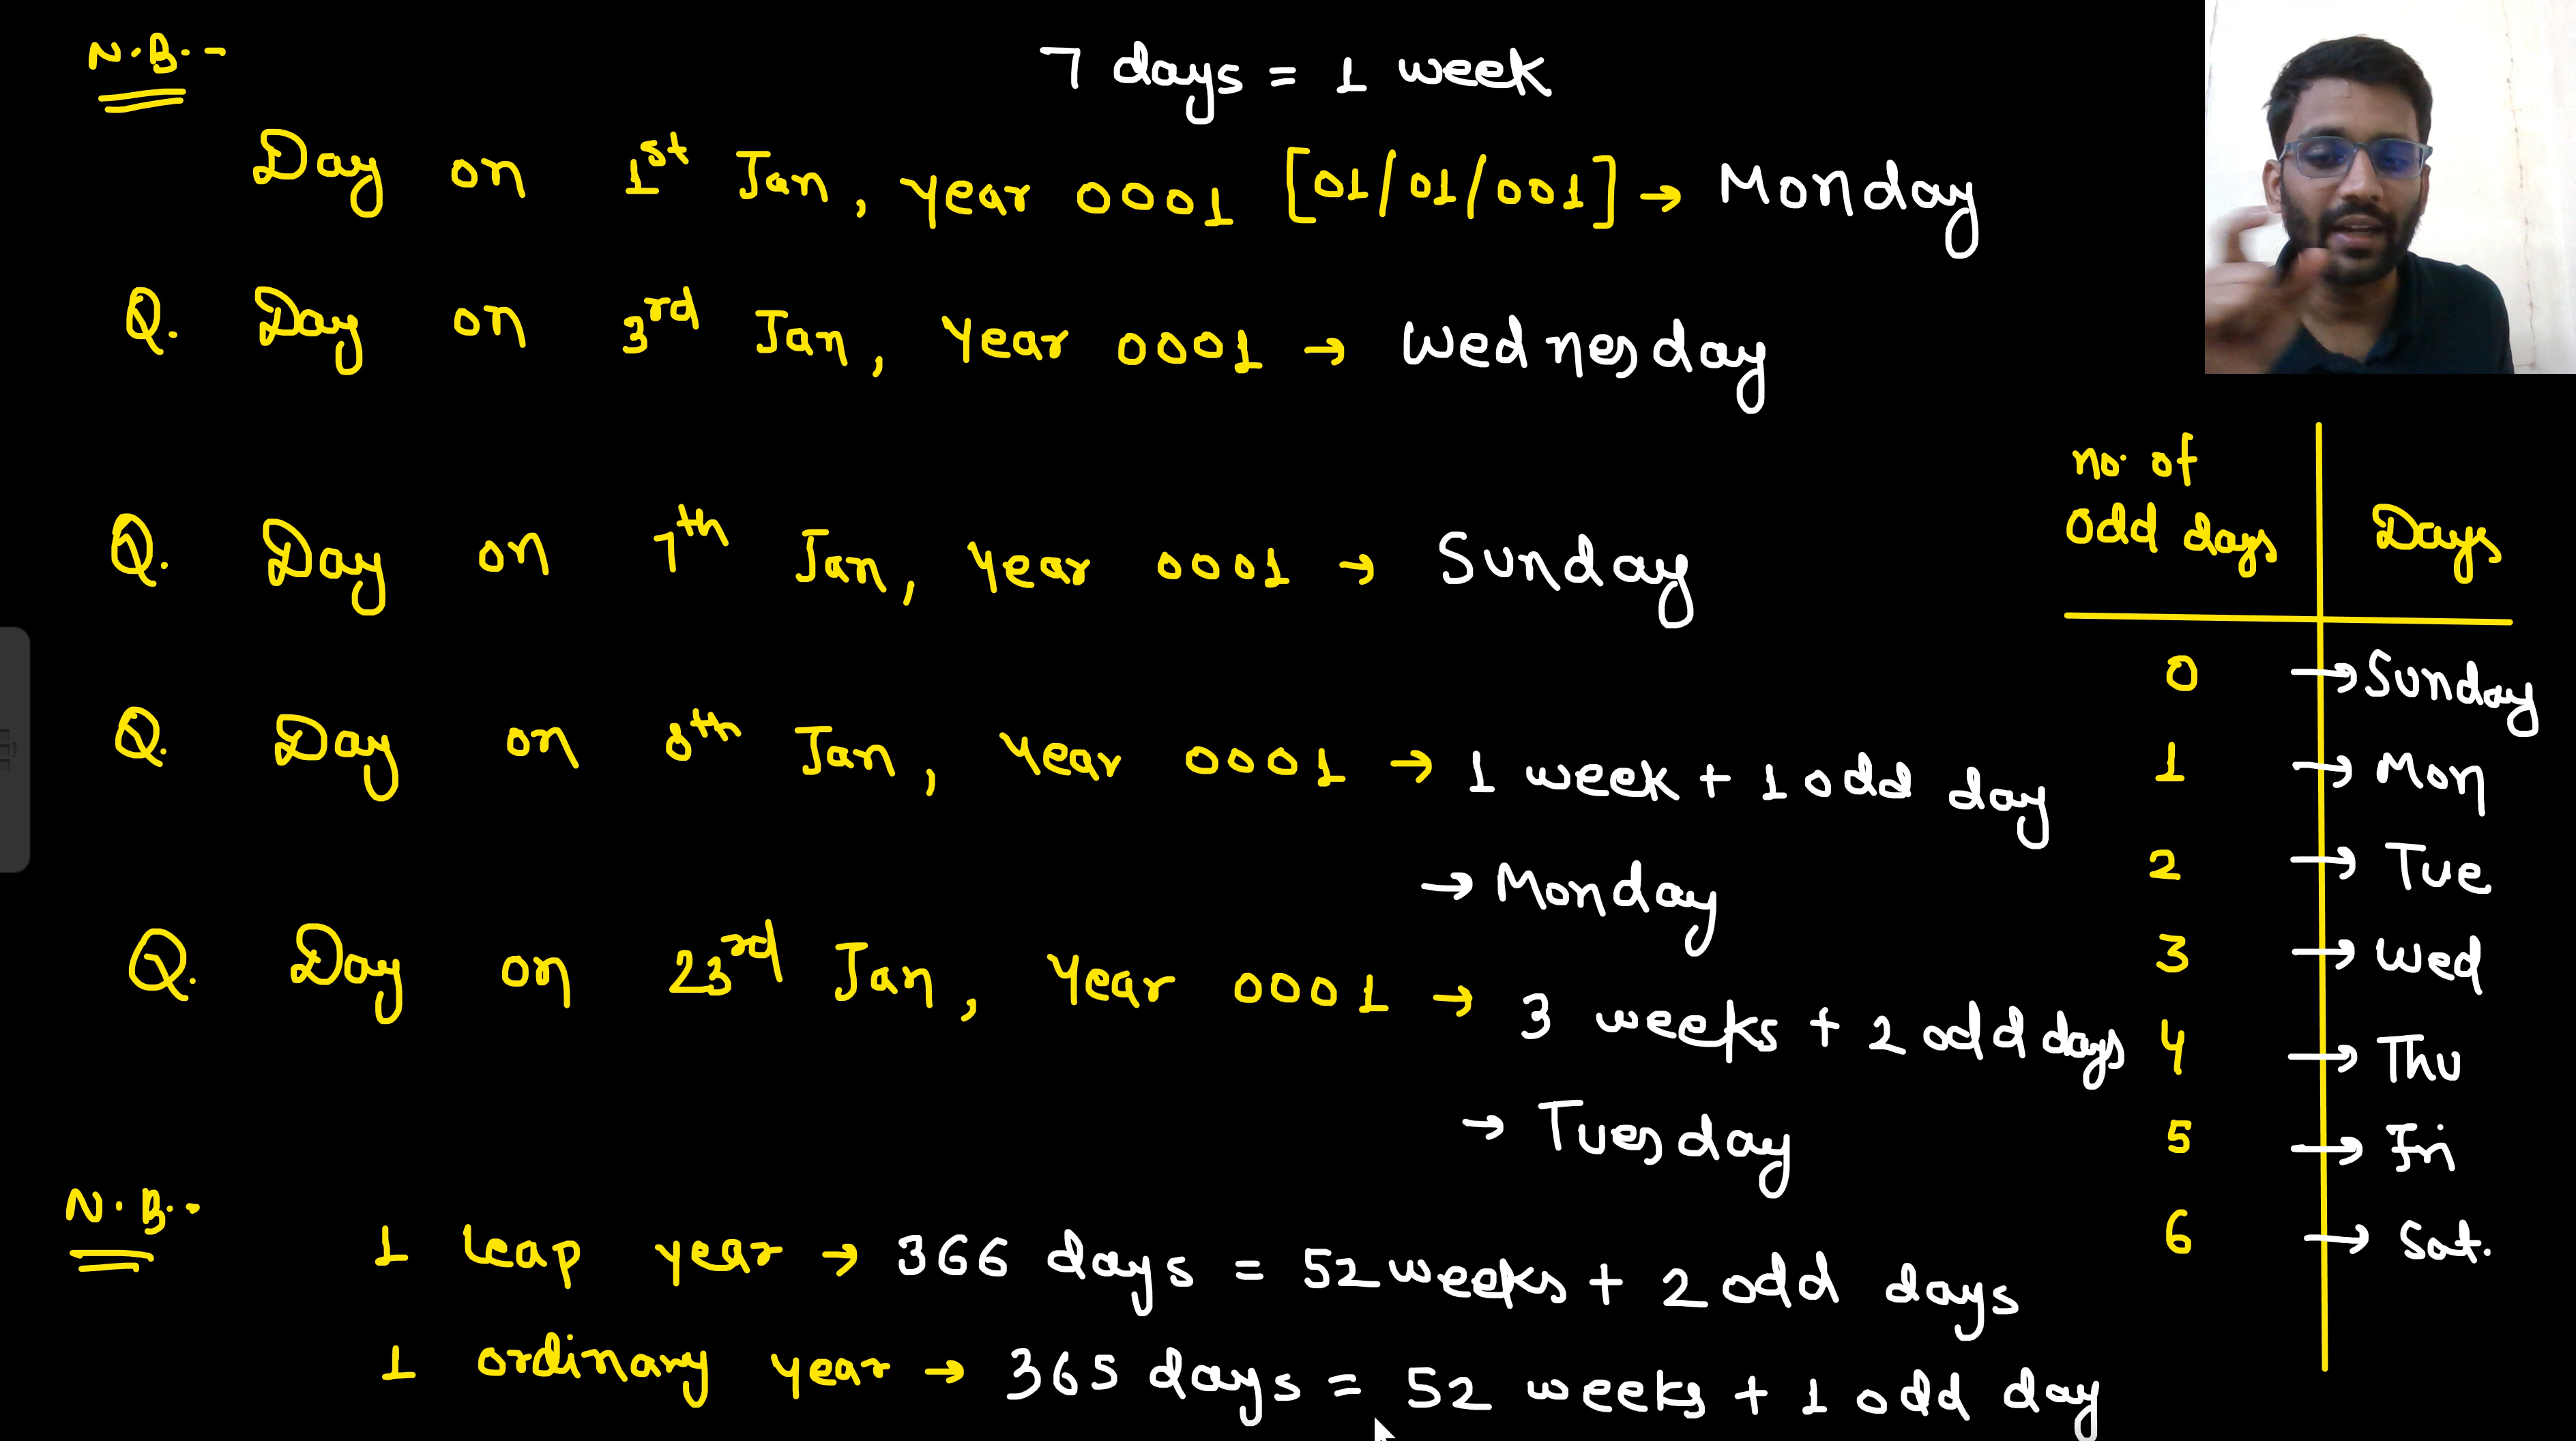 N.B.-
7 days = 1 week
Day on 1st Jan, year 0001 [01/01/001] → Monday
Q. Day on 3rd Jan, Year 0001 → Wednesday
Q. Day on 7th Jan, Year 0001 → Sunday
Q. Day on 8th Jan, Year 0001 → 1 week + 1 odd day
→ Monday
Q. Day on 23rd Jan, Year 0001 → 3 weeks + 2 odd days
→ Tuesday
N.B.-
1 leap year → 366 days = 52 weeks + 2 odd days
1 ordinary year → 365 days = 52 weeks + 1 odd day
no. of odd days | Days
0 → Sunday
1 → Mon
2 → Tue
3 → Wed
4 → Thu
5 → Fri
6 → Sat.